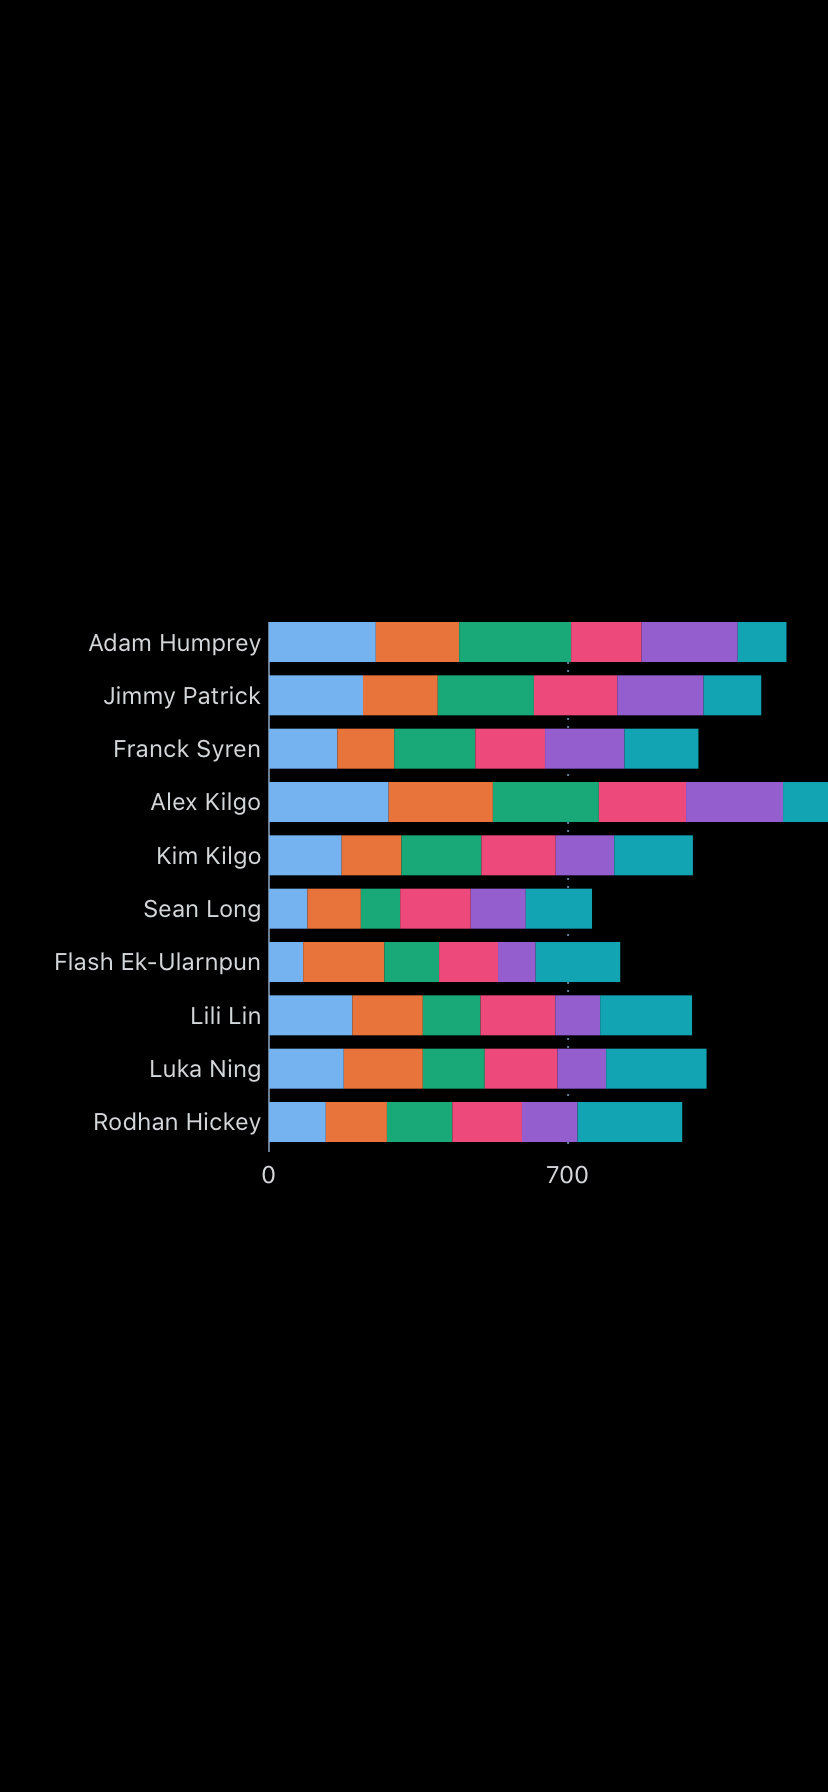 Adam Humprey
Jimmy Patrick
Franck Syren
Alex Kilgo
Kim Kilgo
Sean Long
Flash Ek-Ularnpun
Lili Lin
Luka Ning
Rodhan Hickey
0 700